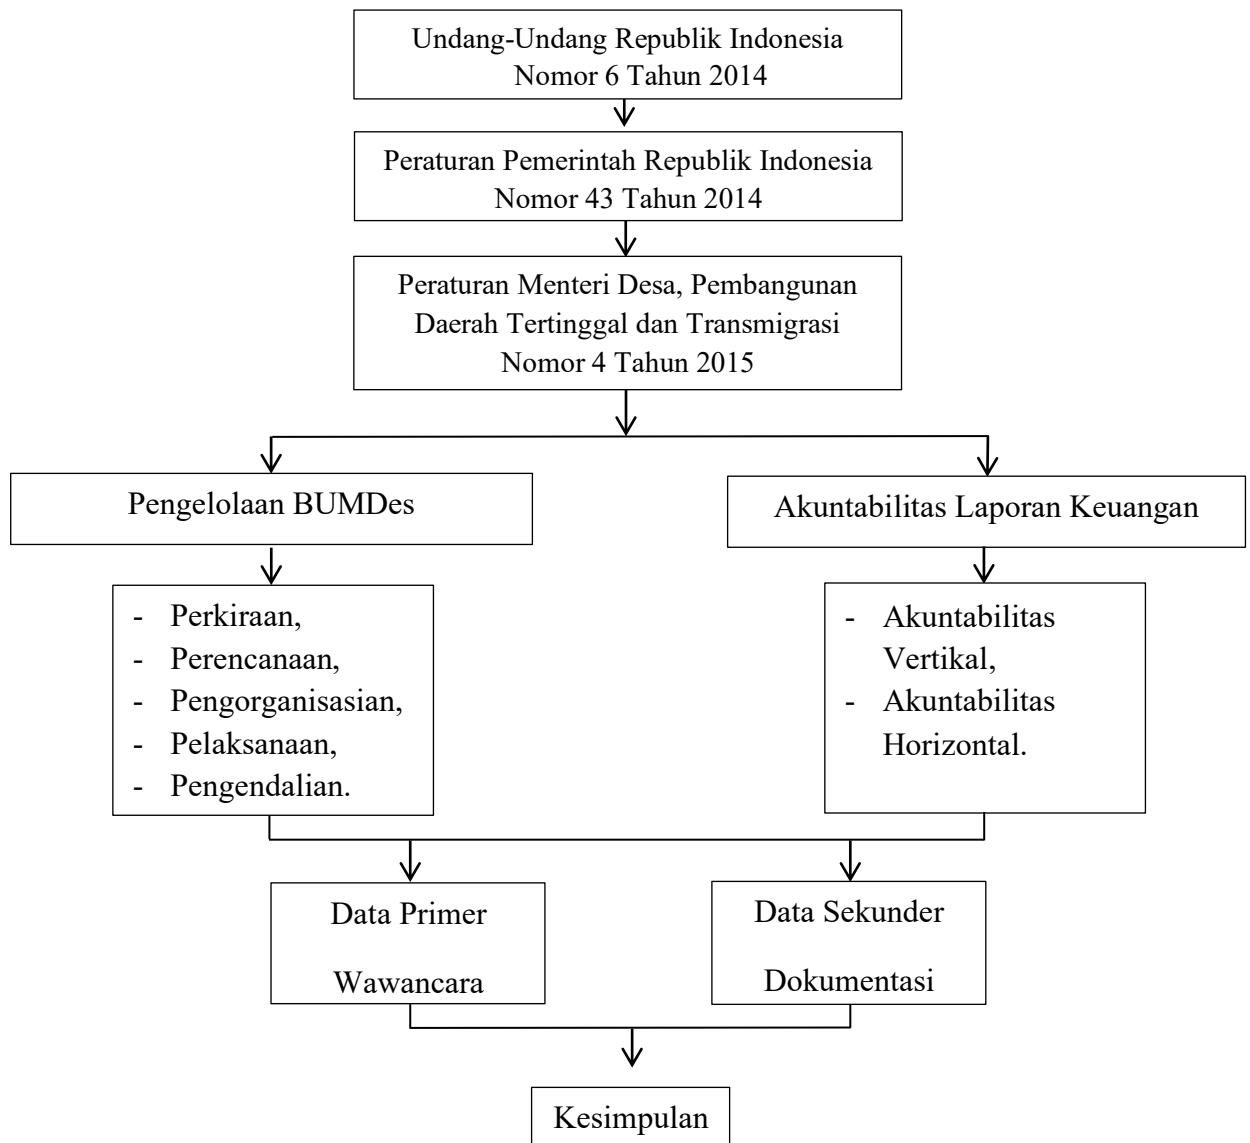 Undang-Undang Republik Indonesia
Nomor 6 Tahun 2014
Peraturan Pemerintah Republik Indonesia
Nomor 43 Tahun 2014
Peraturan Menteri Desa, Pembangunan
Daerah Tertinggal dan Transmigrasi
Nomor 4 Tahun 2015
Pengelolaan BUMDes
Akuntabilitas Laporan Keuangan
- Perkiraan,
- Perencanaan,
- Pengorganisasian,
- Pelaksanaan,
- Pengendalian.
- Akuntabilitas
Vertikal,
- Akuntabilitas
Horizontal.
Data Primer
Wawancara
Data Sekunder
Dokumentasi
Kesimpulan